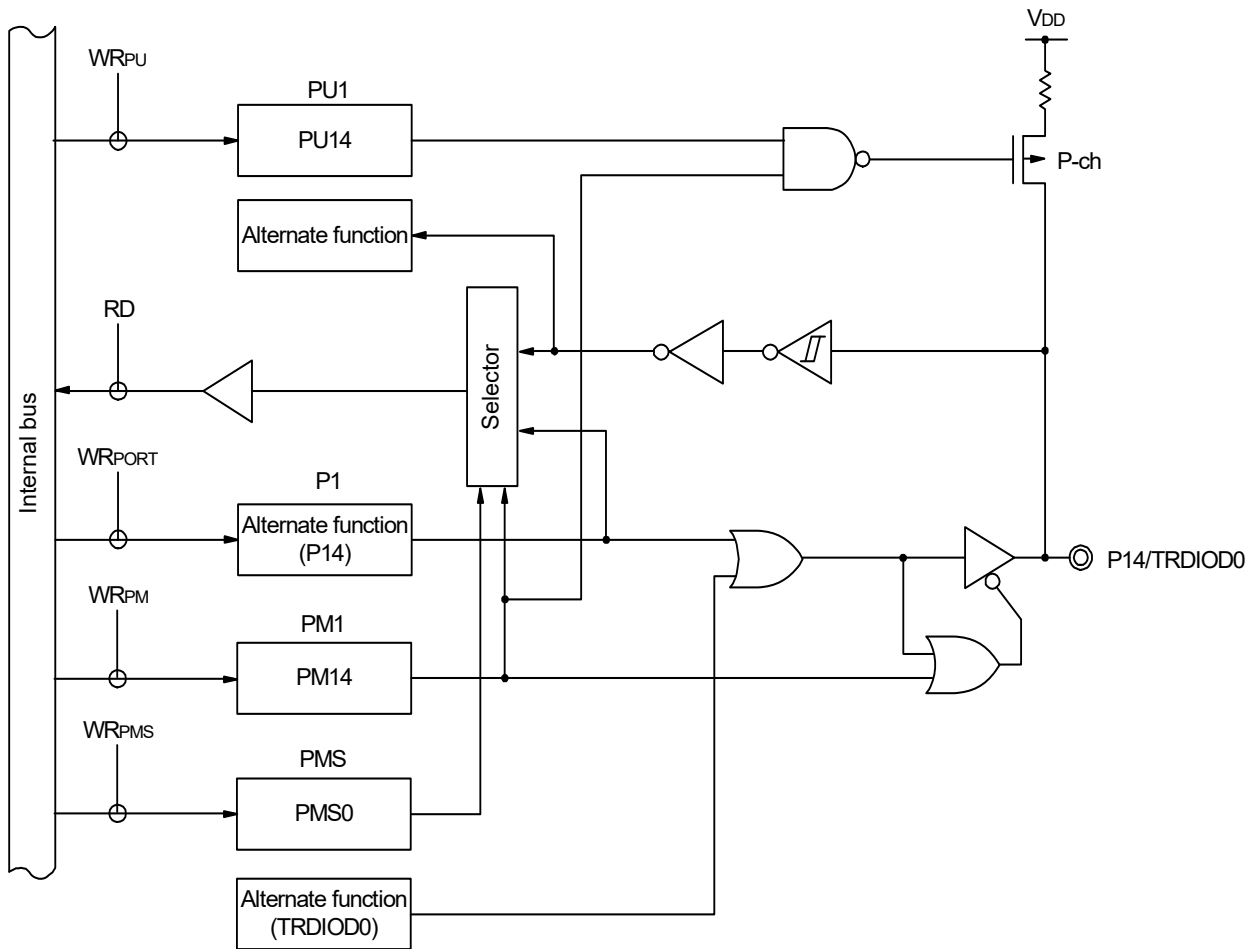 VDD
WRPU
PU1
PU14
P-ch
Alternate function
RD
Selector
Internal bus
WRPORT
P1
Alternate function
(P14)
P14/TRDIOD0
WRPM
PM1
PM14
WRPMS
PMS
PMS0
Alternate function
(TRDIOD0)